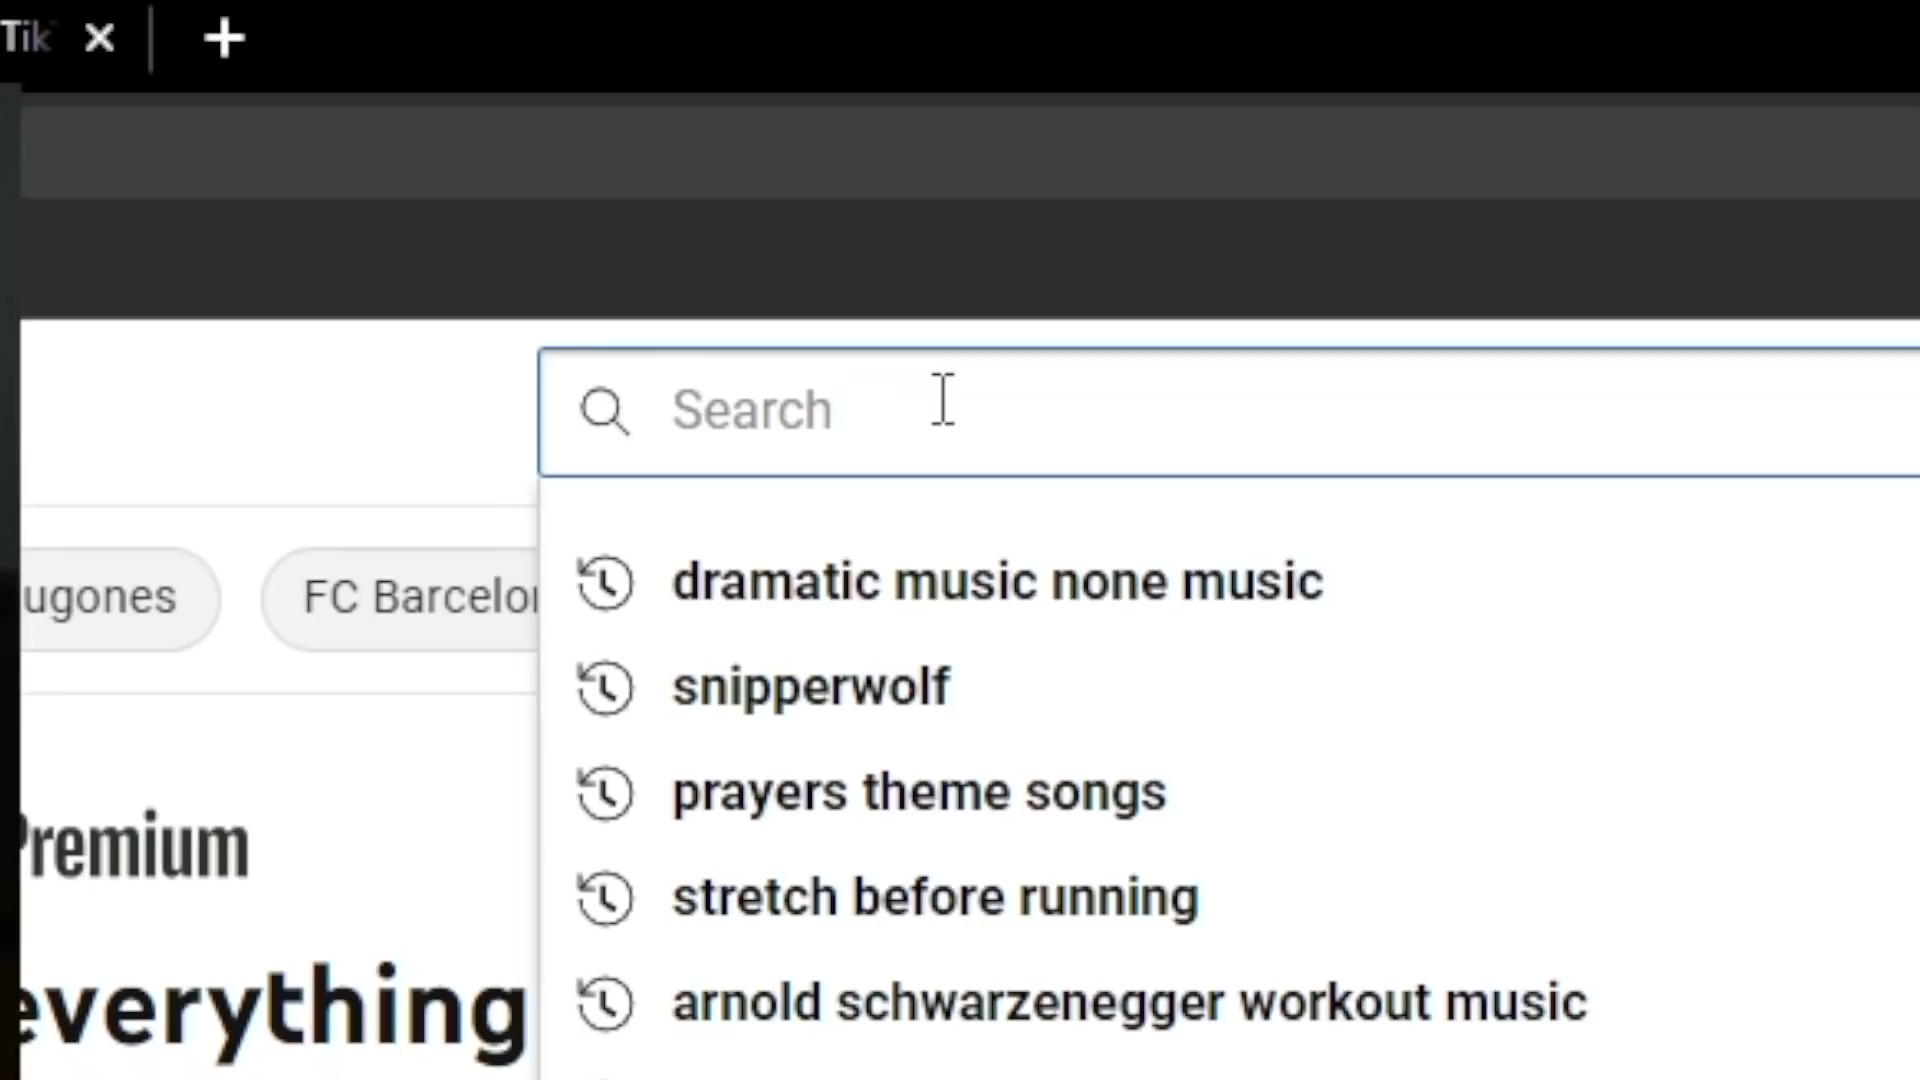 Tik
Search
dramatic music none music
ugones
FC Barcelon
snipperwolf
prayers theme songs
Premium
stretch before running
everything
arnold schwarzenegger workout music